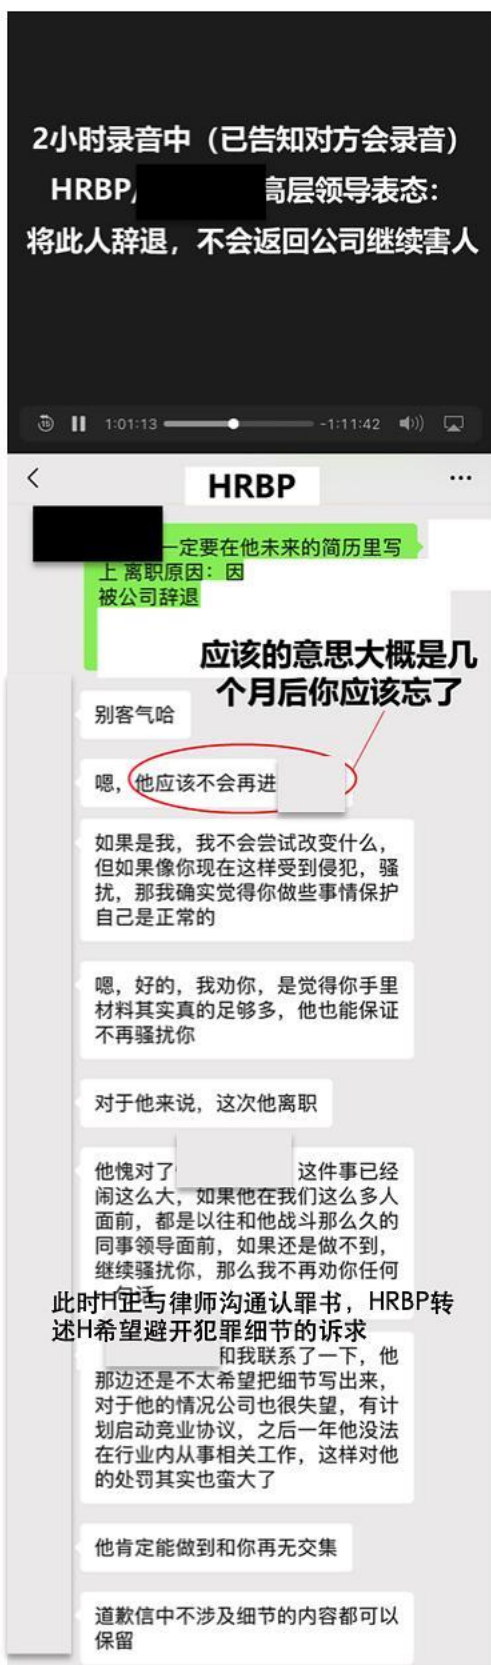 2小时录音中（已告知对方会录音）
HRBP/ 高层领导表态：
将此人辞退，不会返回公司继续害人
15 1:01:13 -1:11:42
HRBP
一定要在他未来的简历里写
上 离职原因：因
被公司辞退
应该的意思大概是几
个月后你应该忘了
别客气哈
嗯，他应该不会再进
如果是我，我不会尝试改变什么，
但如果像你现在这样受到侵犯，骚
扰，那我确实觉得你做些事情保护
自己是正常的
嗯，好的，我劝你，是觉得你手里
材料其实真的足够多，他也能保证
不再骚扰你
对于他来说，这次他离职
他愧对了 这件事已经
闹这么大，如果他在我们这么多人
面前，都是以往和他战斗那么久的
同事领导面前，如果还是做不到，
继续骚扰你，那么我不再劝你任何
一句话
此时H正与律师沟通认罪书，HRBP转
述H希望避开犯罪细节的诉求
和我联系了一下，他
那边还是不太希望把细节写出来，
对于他的情况公司也很失望，有计
划启动竞业协议，之后一年他没法
在行业内从事相关工作，这样对他
的处罚其实也蛮大了
他肯定能做到和你再无交集
道歉信中不涉及细节的内容都可以
保留